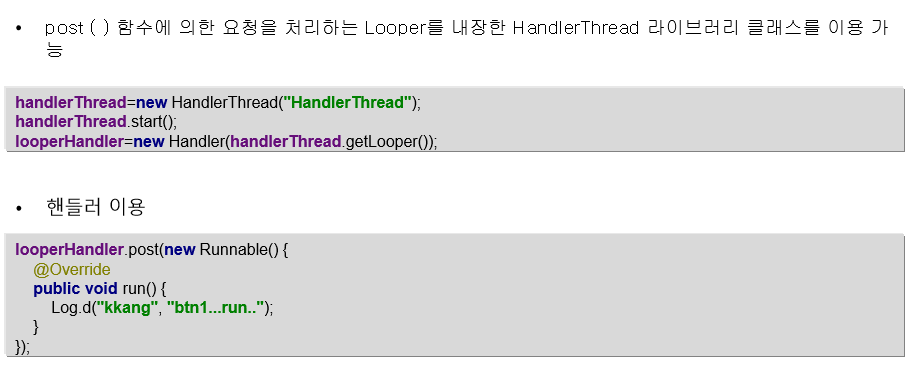 • post ( ) 함수에 의한 요청을 처리하는 Looper를 내장한 HandlerThread 라이브러리 클래스를 이용 가
능
handlerThread=new HandlerThread("HandlerThread");
handlerThread.start();
looperHandler=new Handler(handlerThread.getLooper());
• 핸들러 이용
looperHandler.post(new Runnable() {
@Override
public void run() {
Log.d("kkang", "btn1...run..");
}
});